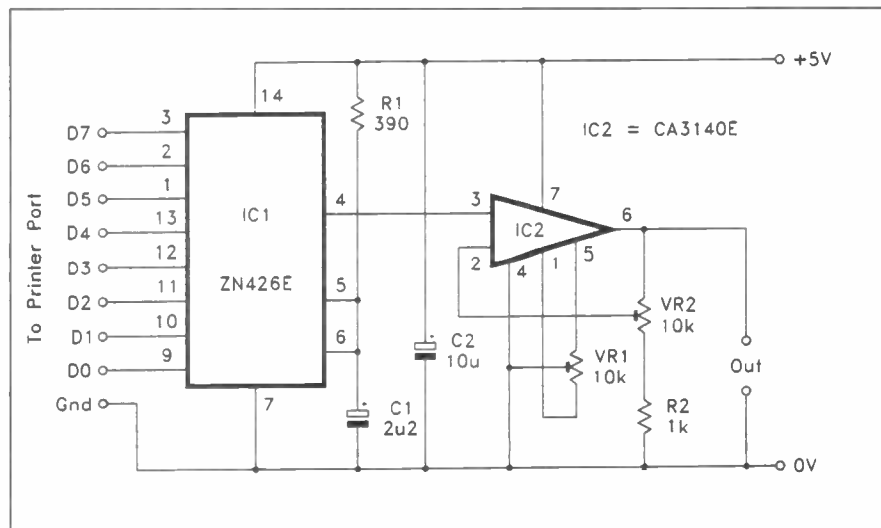 +5V
14
R1
390
IC2 = CA3140E
D7
3
D6
2
D5
1
D4
13
D3
12
D2
11
D1
10
D0
9
Gnd
7
To Printer Port
IC1
ZN426E
4
5
6
C1
2u2
C2
10u
+
+
3
2
IC2
7
6
4
1
5
VR1
10k
VR2
10k
R2
1k
Out
0V